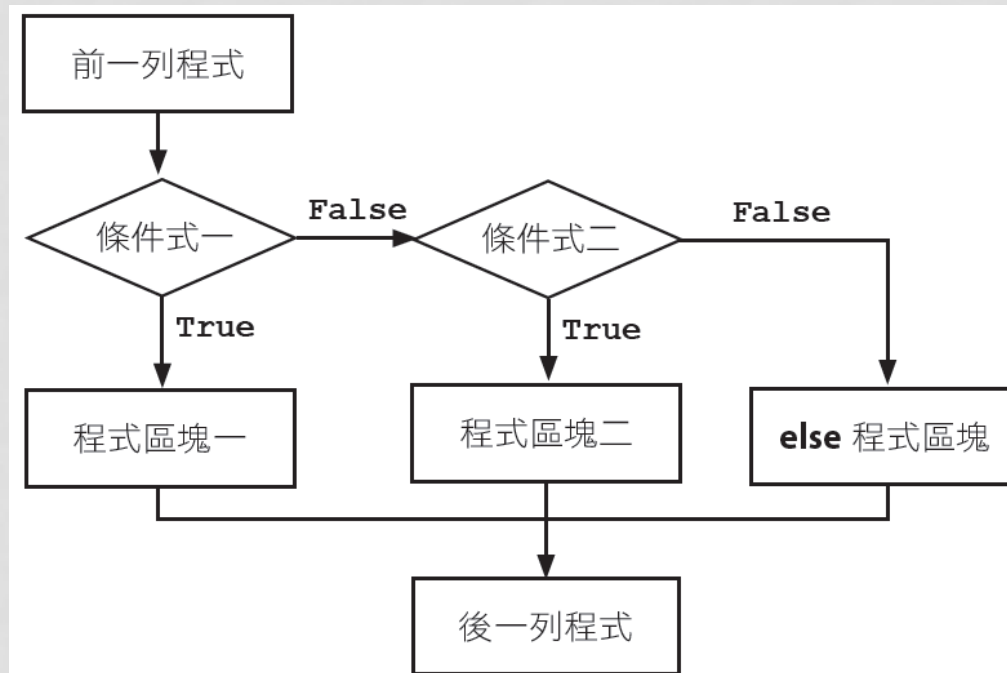 前一列程式
條件式一
False
條件式二
False
True
True
程式區塊一
程式區塊二
else 程式區塊
後一列程式